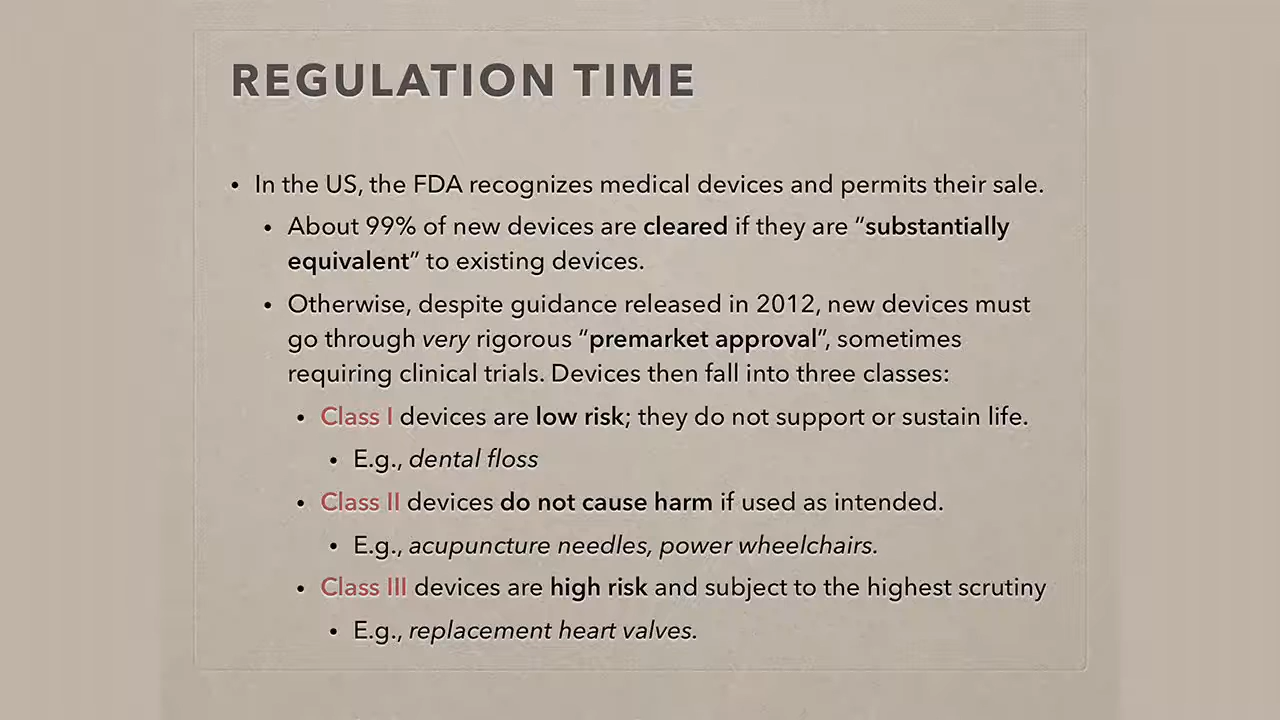 REGULATION TIME
• In the US, the FDA recognizes medical devices and permits their sale.
• About 99% of new devices are cleared if they are “substantially
equivalent” to existing devices.
• Otherwise, despite guidance released in 2012, new devices must
go through very rigorous “premarket approval”, sometimes
requiring clinical trials. Devices then fall into three classes:
• Class I devices are low risk; they do not support or sustain life.
• E.g., dental floss
• Class II devices do not cause harm if used as intended.
• E.g., acupuncture needles, power wheelchairs.
• Class III devices are high risk and subject to the highest scrutiny
• E.g., replacement heart valves.